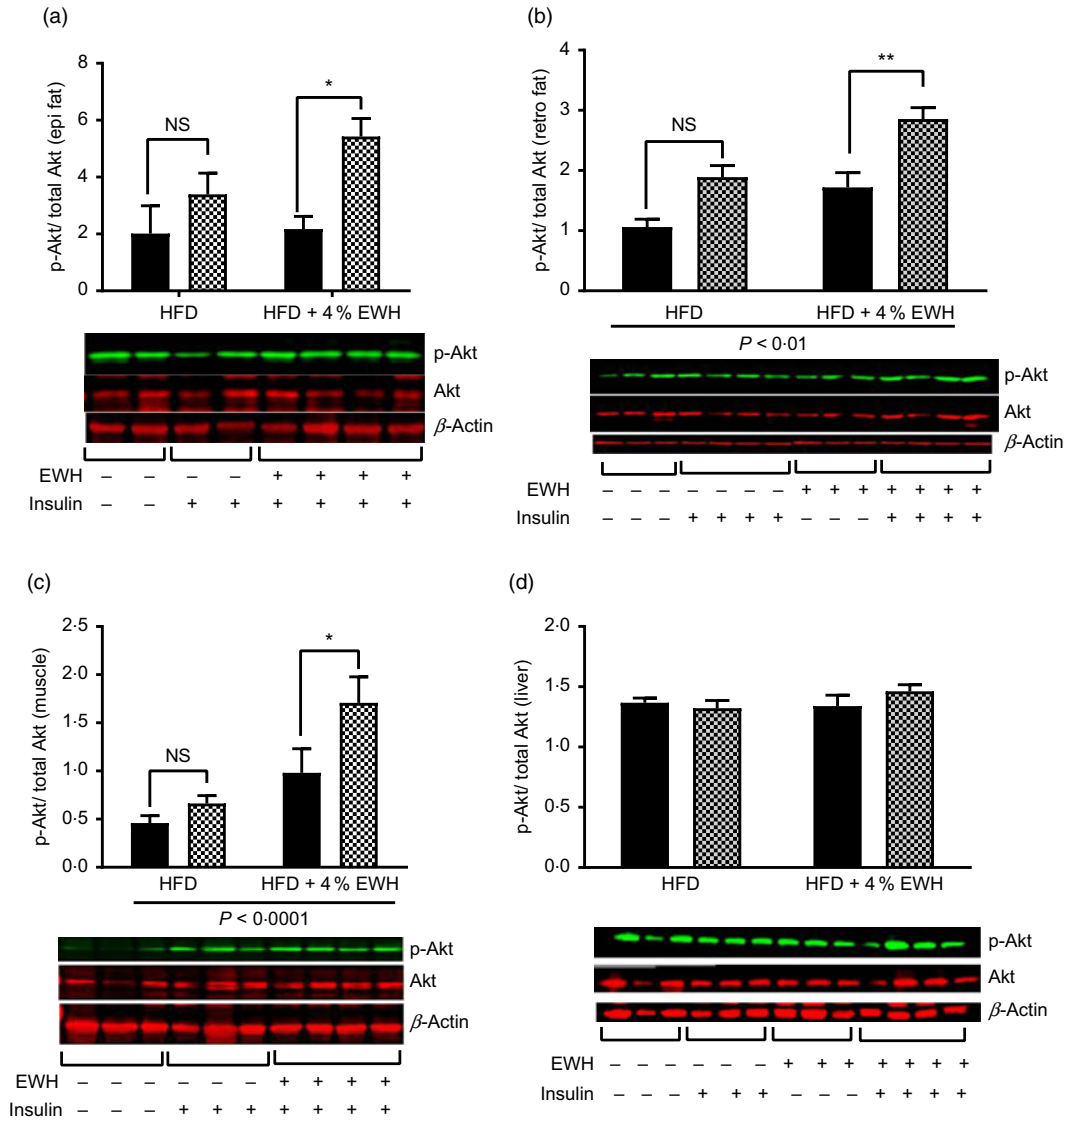 (a)
p-Akt/ total Akt (epi fat)
8
6
4
2
0
NS
*
HFD
HFD + 4 % EWH
p-Akt
Akt
β-Actin
EWH – – – – + + + +
Insulin – – + + + + + +
(b)
p-Akt/ total Akt (retro fat)
4
3
2
1
0
NS
**
HFD
HFD + 4 % EWH
P < 0·01
p-Akt
Akt
β-Actin
EWH – – – – – – – + + + + + + +
Insulin – – – + + + + – – – + + + +
(c)
p-Akt/ total Akt (muscle)
2·5
2·0
1·5
1·0
0·5
0·0
NS
*
HFD
HFD + 4 % EWH
P < 0·0001
p-Akt
Akt
β-Actin
EWH – – – – – – + + + +
Insulin – – – + + + + + + +
(d)
p-Akt/ total Akt (liver)
2·0
1·5
1·0
0·5
0·0
HFD
HFD + 4 % EWH
p-Akt
Akt
β-Actin
EWH – – – – – – + + + + + + +
Insulin – – – + + + – – – + + + +